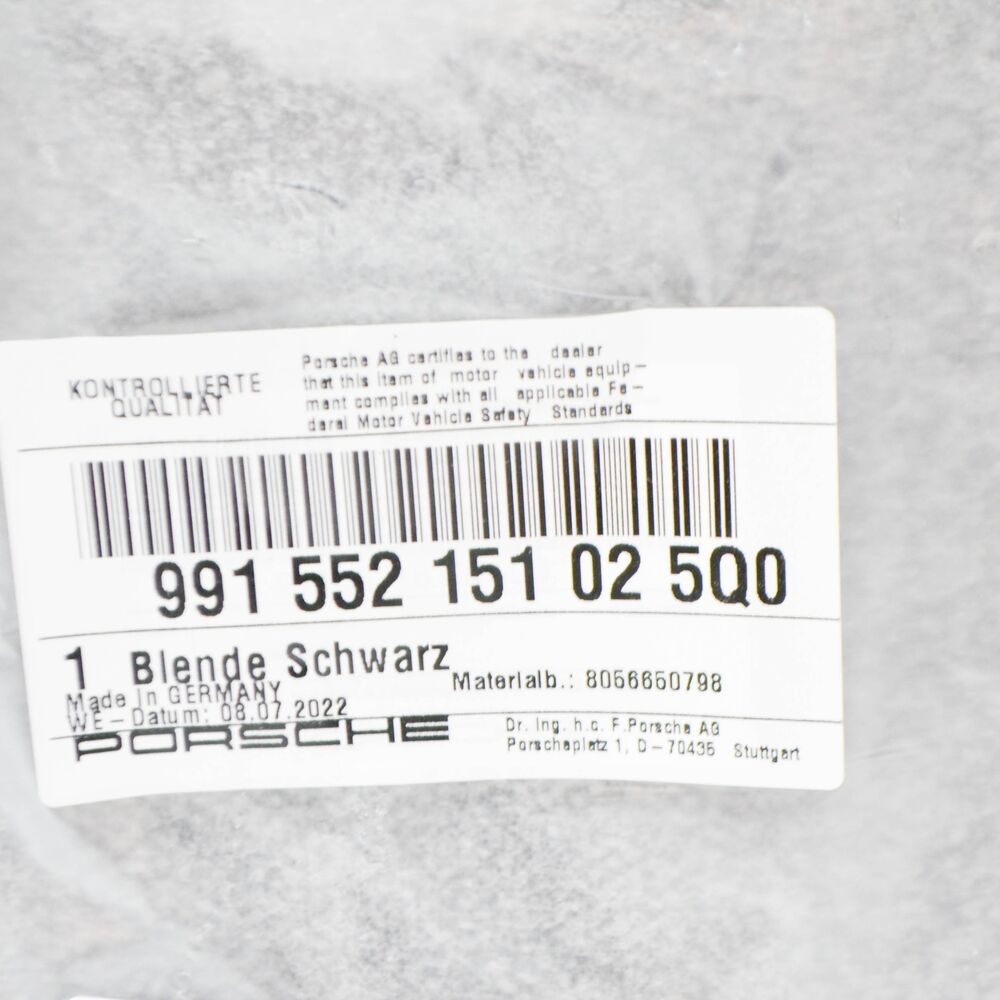 KONTROLLIERTE
QUALITÄT
Porsche AG certifies to the dealer
that this item of motor vehicle equip-
ment complies with all applicable Fe-
deral Motor Vehicle Safety Standards
991 552 151 02 5Q0
1 Blende Schwarz
Materialb.: 8056650798
Made in GERMANY
WE-Datum: 08.07.2022
PORSCHE
Dr. Ing. h.c. F.Porsche AG
Porscheplatz 1, D-70435 Stuttgart